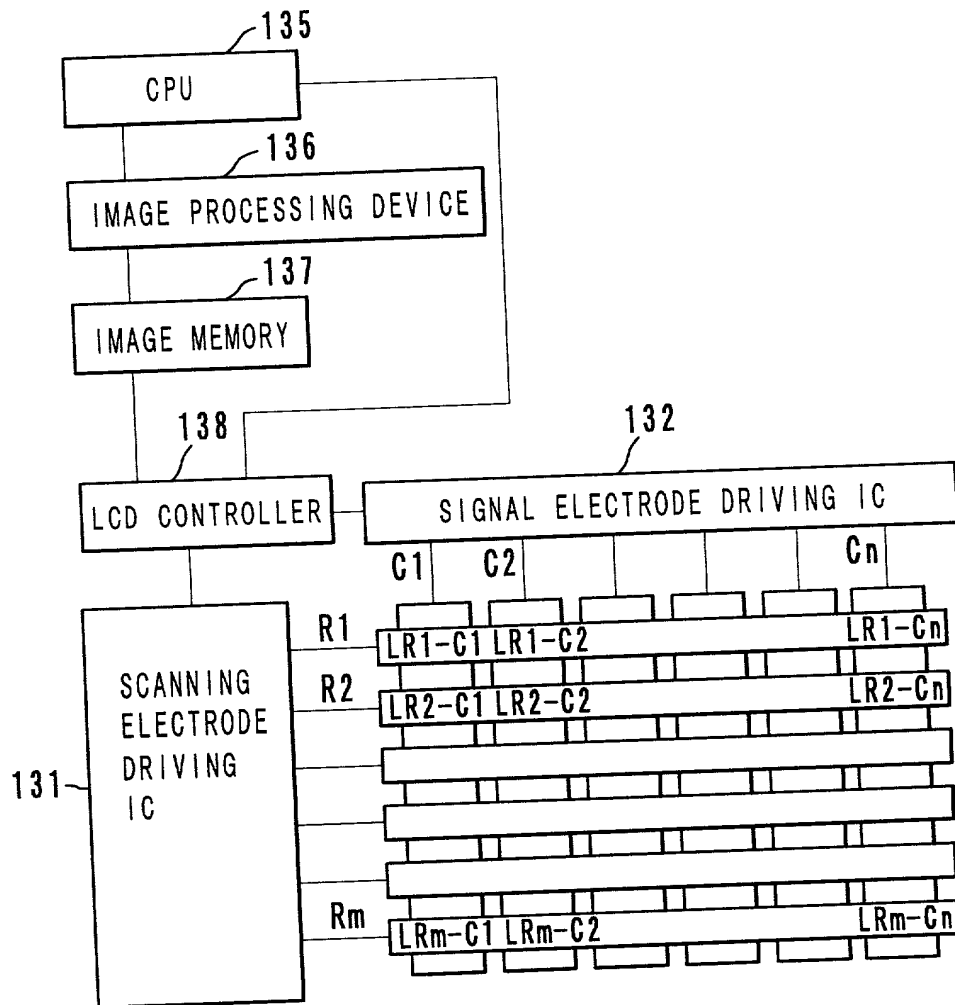 135
CPU
136
IMAGE PROCESSING DEVICE
137
IMAGE MEMORY
138
132
LCD CONTROLLER
SIGNAL ELECTRODE DRIVING IC
C1
C2
Cn
R1
LR1-C1
LR1-C2
LR1-Cn
R2
LR2-C1
LR2-C2
LR2-Cn
SCANNING
ELECTRODE
DRIVING
IC
131
Rm
LRm-C1
LRm-C2
LRm-Cn